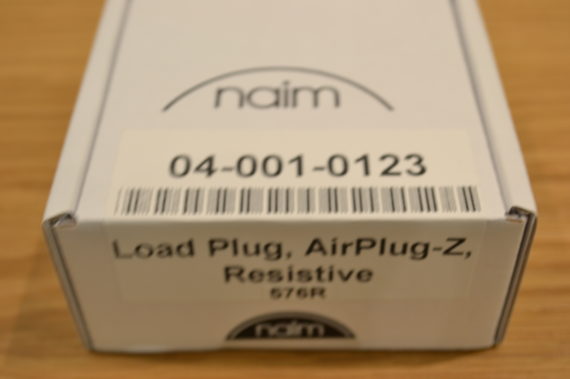 naim
04-001-0123
Load Plug, AirPlug-Z,
Resistive
576R
naim